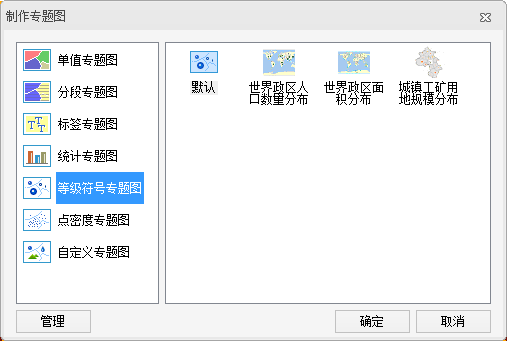 制作专题图
单值专题图
分段专题图
标签专题图
统计专题图
等级符号专题图
点密度专题图
自定义专题图
默认
世界政区人
口数量分布
世界政区面
积分布
城镇工矿用
地规模分布
管理
确定
取消